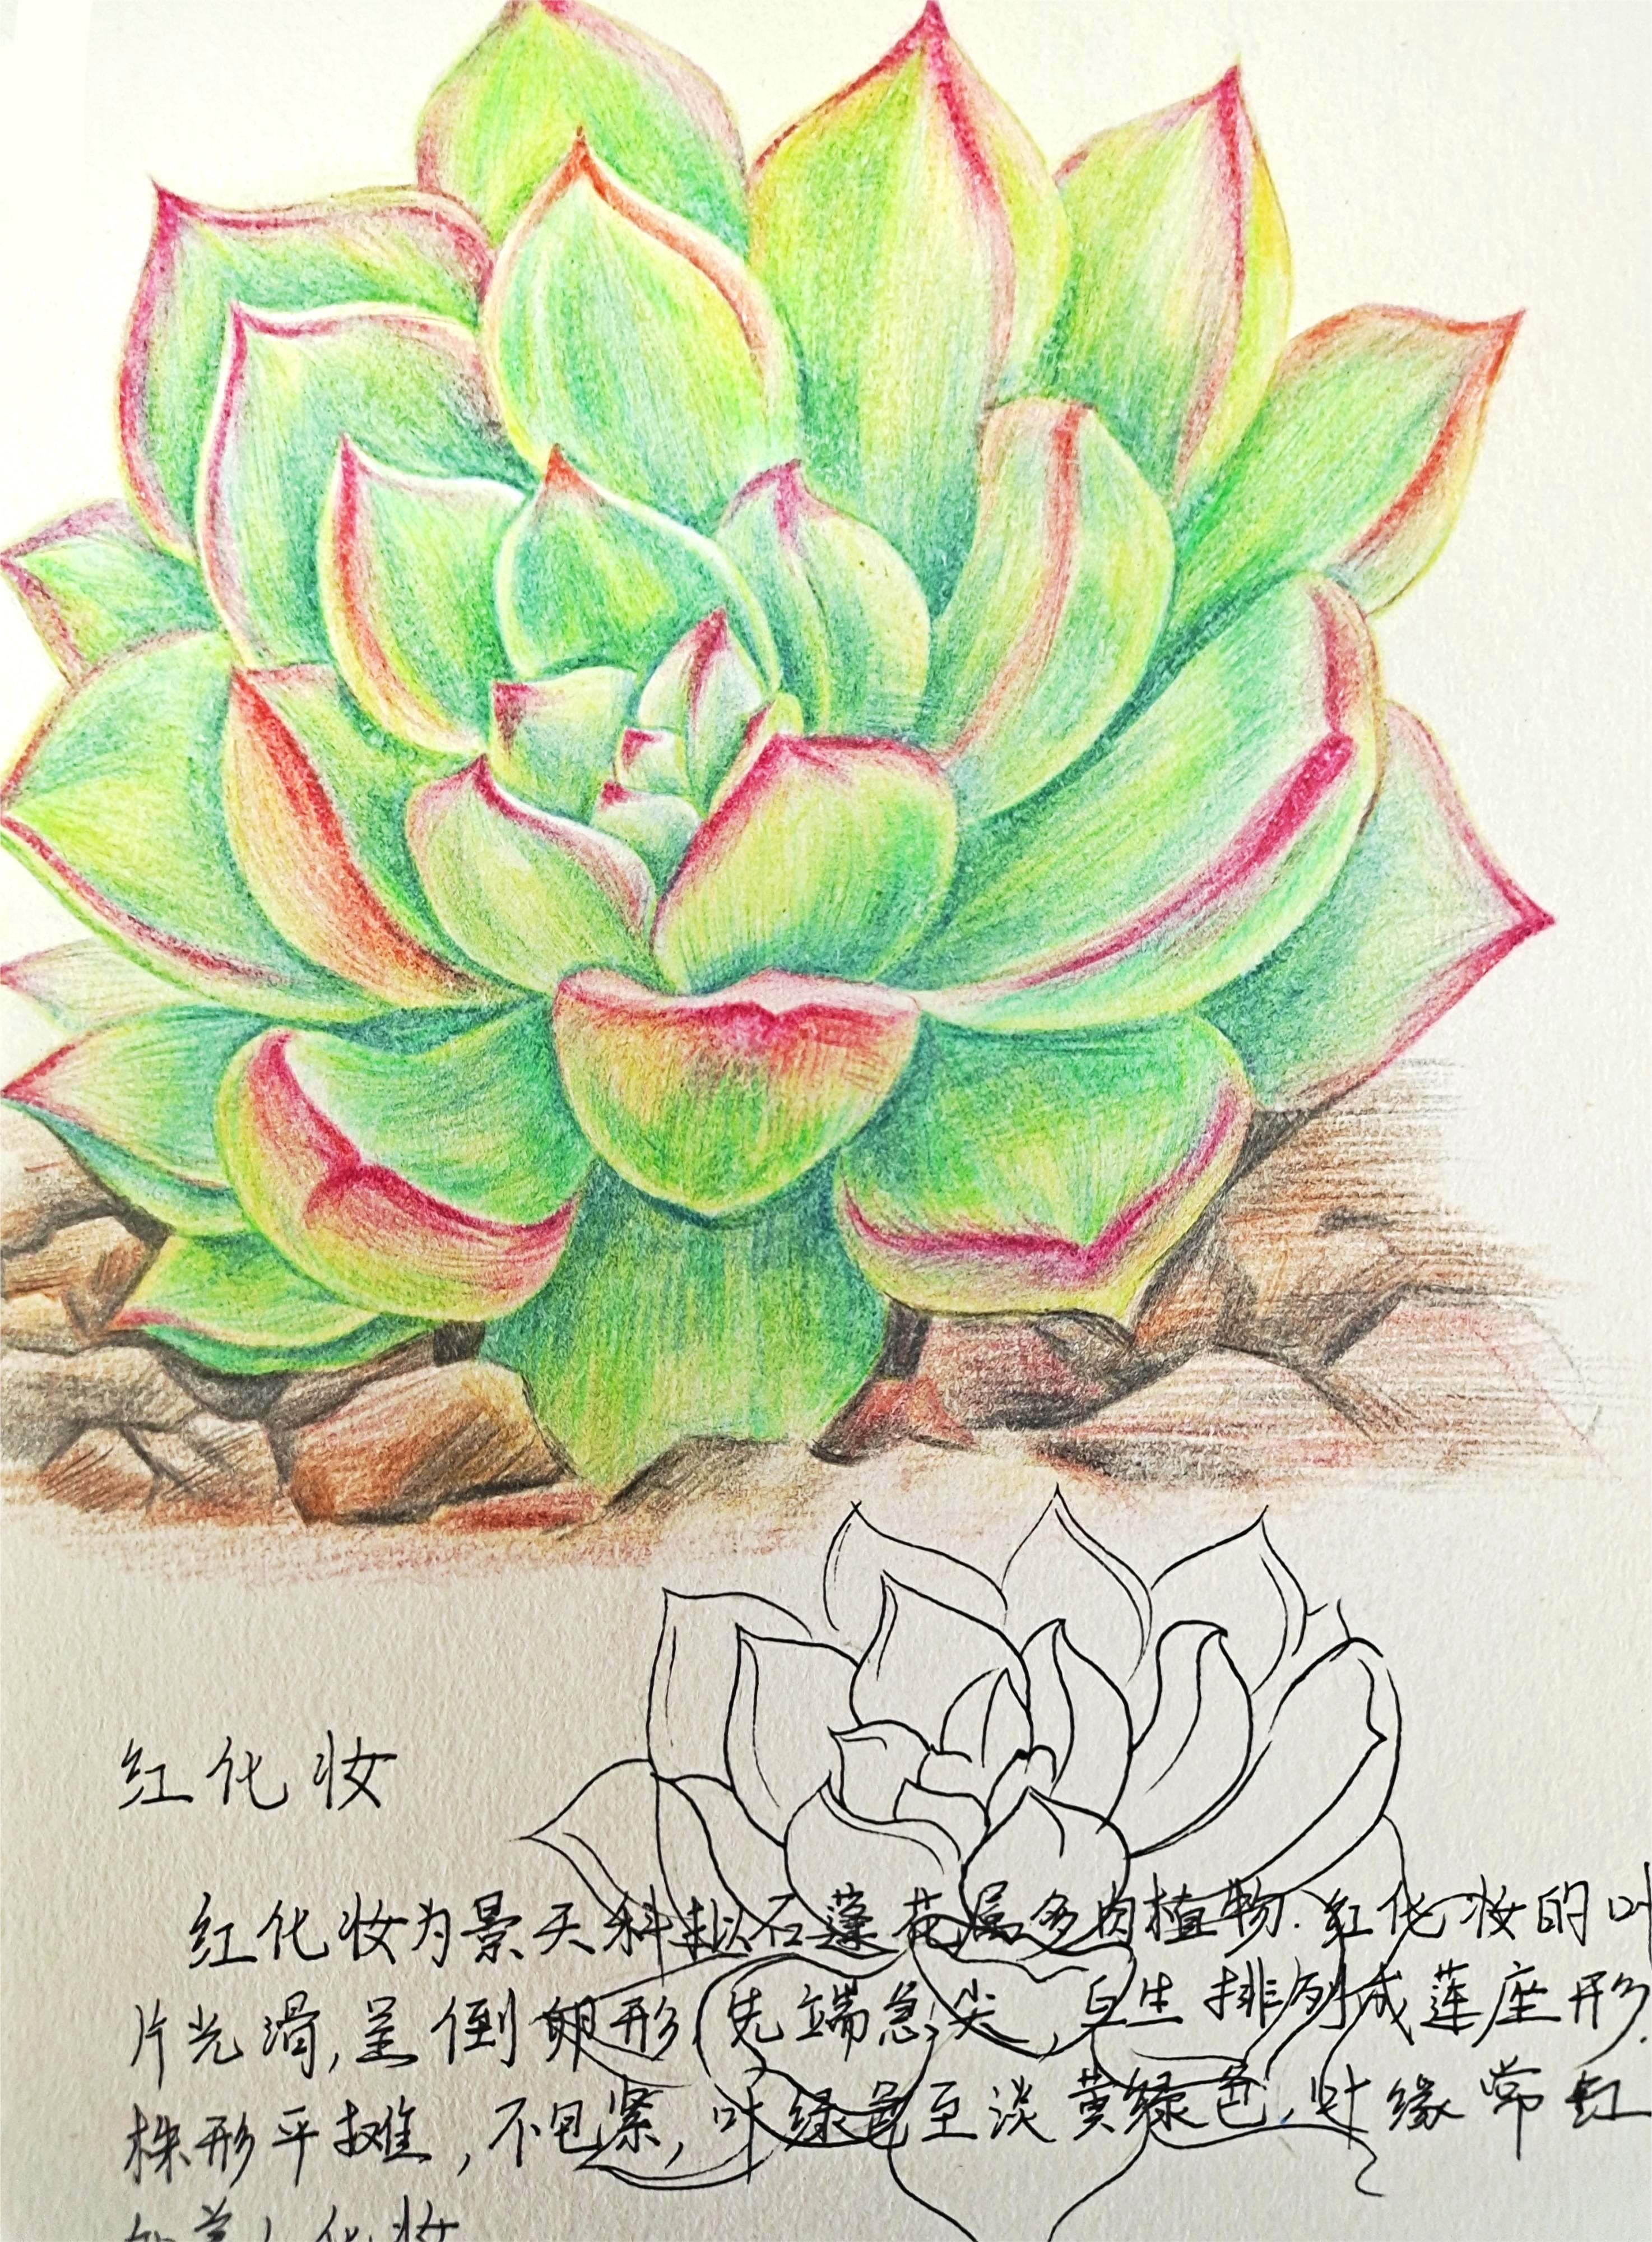 红化妆
红化妆为景天科拟石莲花属多肉植物.红化妆的叶
片光滑,呈倒卵形,先端急尖,互生排列成莲座形.
株形平摊,不包紧,叶绿色至淡黄绿色,叶缘常红
化妆